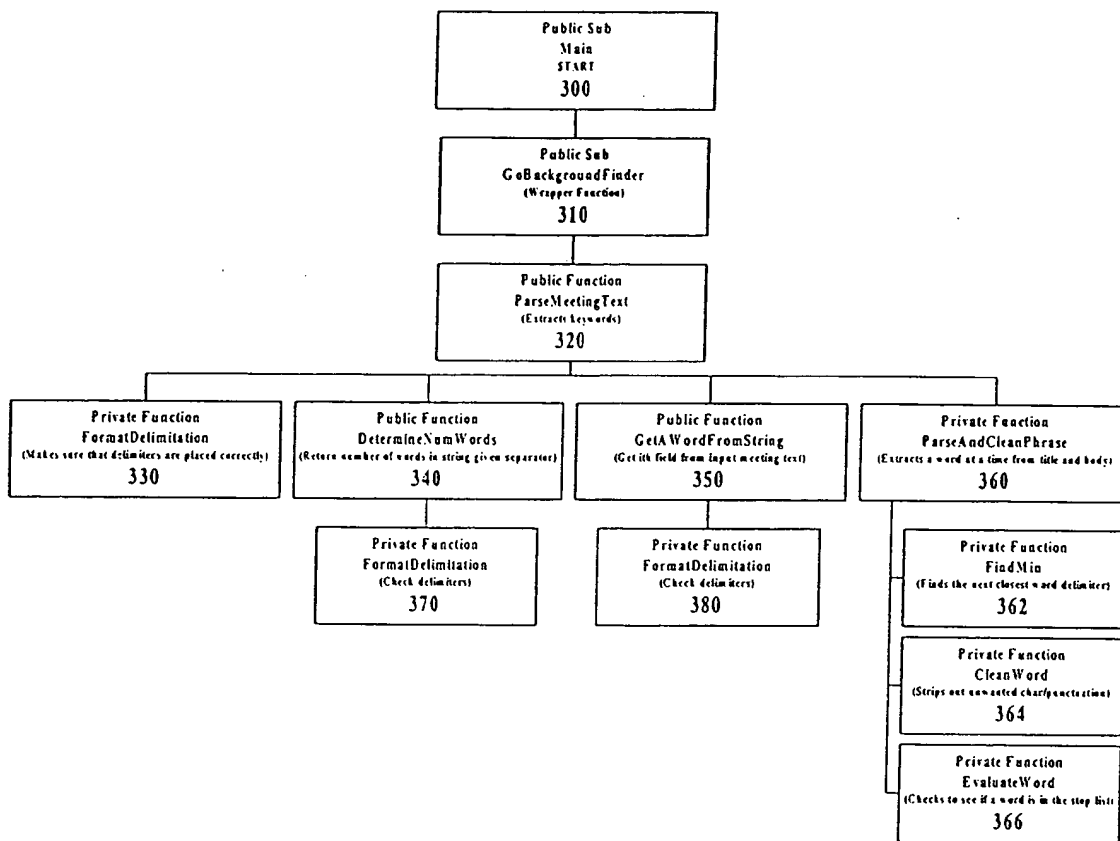 Public Sub
Main
START
300
Public Sub
GoBackgroundFinder
(Wrapper Function)
310
Public Function
ParseMeetingText
(Extracts keywords)
320
Private Function
FormatDelimitation
(Makes sure that delimiters are placed correctly)
330
Public Function
DetermineNumWords
(Return number of words in string given separator)
340
Public Function
GetAWordFromString
(Get ith field from input meeting text)
350
Private Function
ParseAndCleanPhrase
(Extracts a word at a time from title and body)
360
Private Function
FormatDelimitation
(Check delimiters)
370
Private Function
FormatDelimitation
(Check delimiters)
380
Private Function
FindMin
(Finds the next closest word delimiter)
362
Private Function
CleanWord
(Strips out unwanted char/punctuation)
364
Private Function
EvaluateWord
(Checks to see if a word is in the stop list)
366